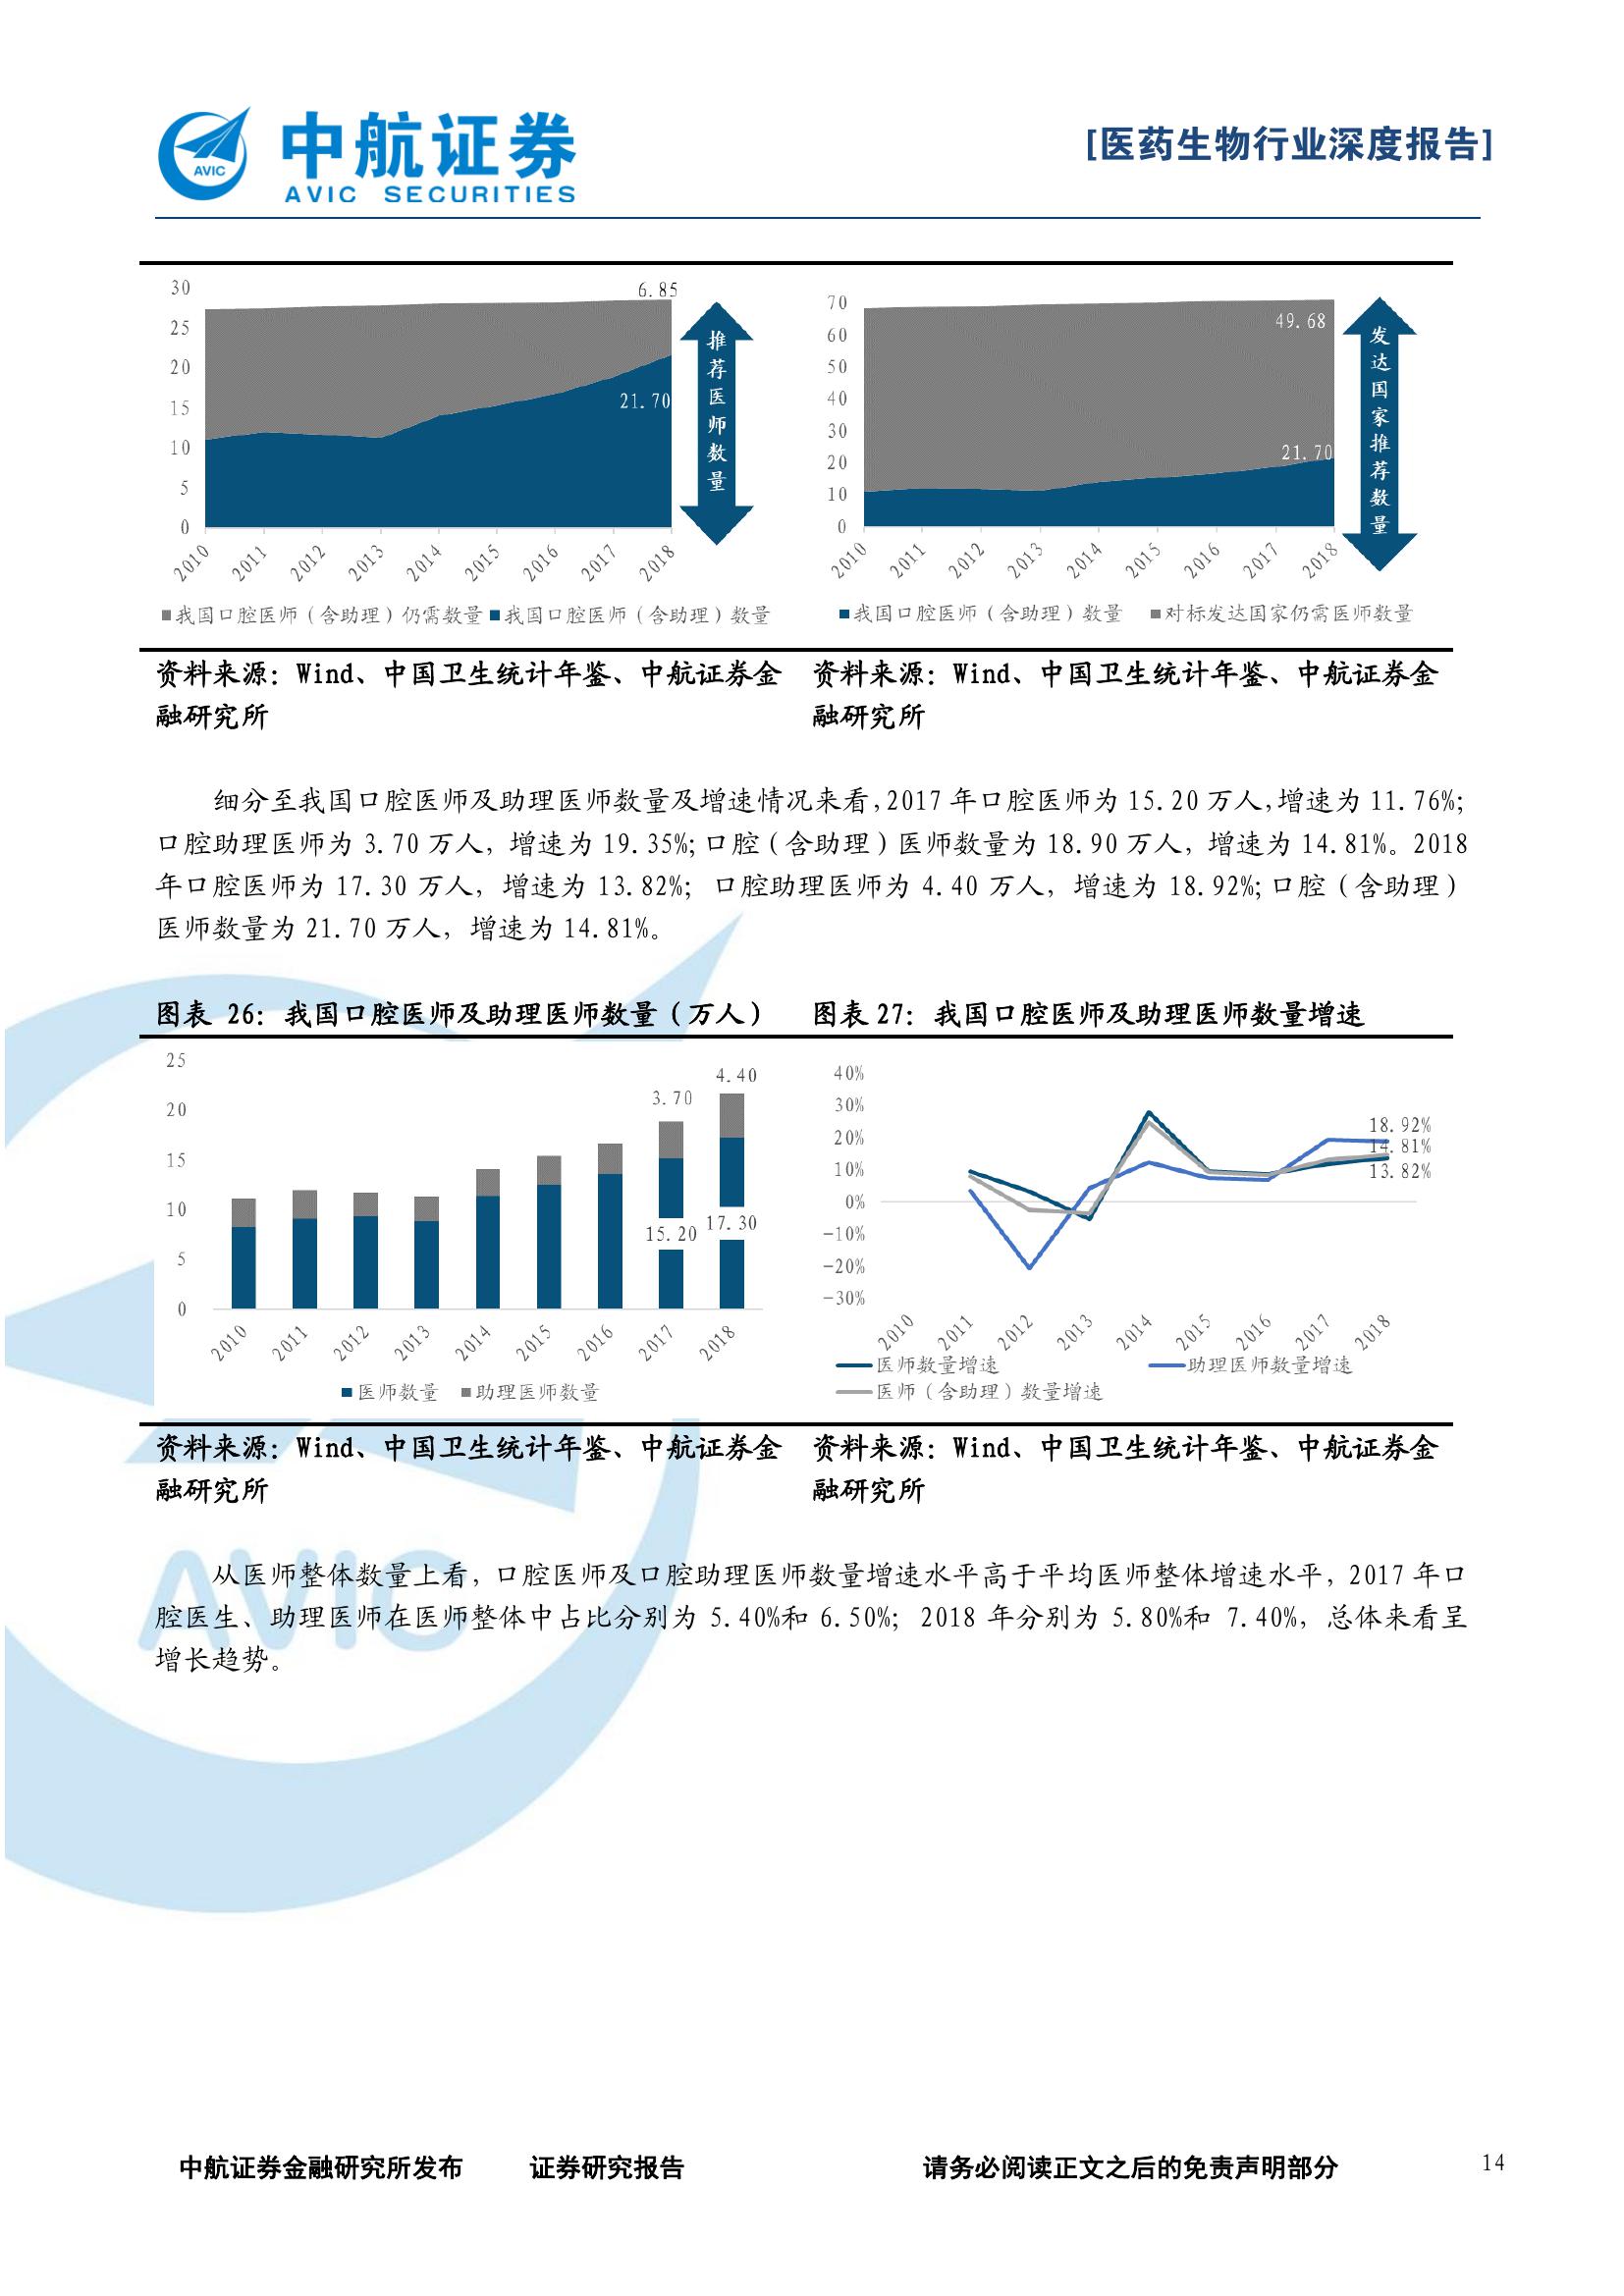 中航证券
AVIC SECURITIES
AVIC
[医药生物行业深度报告]
30
25
20
15
10
5
0
6.85
21.70
推荐医师数量
2010 2011 2012 2013 2014 2015 2016 2017 2018
■我国口腔医师（含助理）仍需数量 ■我国口腔医师（含助理）数量
70
60
50
40
30
20
10
0
49.68
21.70
发达国家推荐数量
2010 2011 2012 2013 2014 2015 2016 2017 2018
■我国口腔医师（含助理）数量 ■对标发达国家仍需医师数量
资料来源：Wind、中国卫生统计年鉴、中航证券金
融研究所
资料来源：Wind、中国卫生统计年鉴、中航证券金
融研究所
细分至我国口腔医师及助理医师数量及增速情况来看,2017 年口腔医师为 15.20 万人,增速为 11.76%;
口腔助理医师为 3.70 万人，增速为 19.35%;口腔（含助理）医师数量为 18.90 万人，增速为 14.81%。2018
年口腔医师为 17.30 万人，增速为 13.82%; 口腔助理医师为 4.40 万人，增速为 18.92%;口腔（含助理）
医师数量为 21.70 万人，增速为 14.81%。
图表 26：我国口腔医师及助理医师数量（万人）
25
20
15
10
5
0
3.70
4.40
15.20
17.30
2010 2011 2012 2013 2014 2015 2016 2017 2018
■医师数量 ■助理医师数量
图表 27：我国口腔医师及助理医师数量增速
40%
30%
20%
10%
0%
-10%
-20%
-30%
18.92%
14.81%
13.82%
2010 2011 2012 2013 2014 2015 2016 2017 2018
医师数量增速
助理医师数量增速
医师（含助理）数量增速
资料来源：Wind、中国卫生统计年鉴、中航证券金
融研究所
资料来源：Wind、中国卫生统计年鉴、中航证券金
融研究所
从医师整体数量上看，口腔医师及口腔助理医师数量增速水平高于平均医师整体增速水平，2017 年口
腔医生、助理医师在医师整体中占比分别为 5.40%和 6.50%; 2018 年分别为 5.80%和 7.40%，总体来看呈
增长趋势。
AVIC
中航证券金融研究所发布 证券研究报告 请务必阅读正文之后的免责声明部分 14